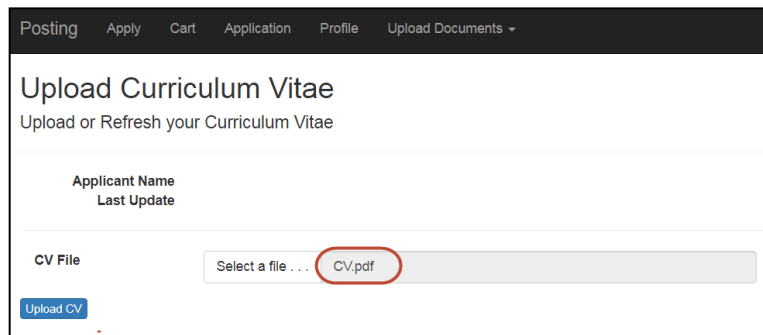 Posting Apply Cart Application Profile Upload Documents
Upload Curriculum Vitae
Upload or Refresh your Curriculum Vitae
Applicant Name
Last Update
CV File Select a file . . . CV.pdf
Upload CV